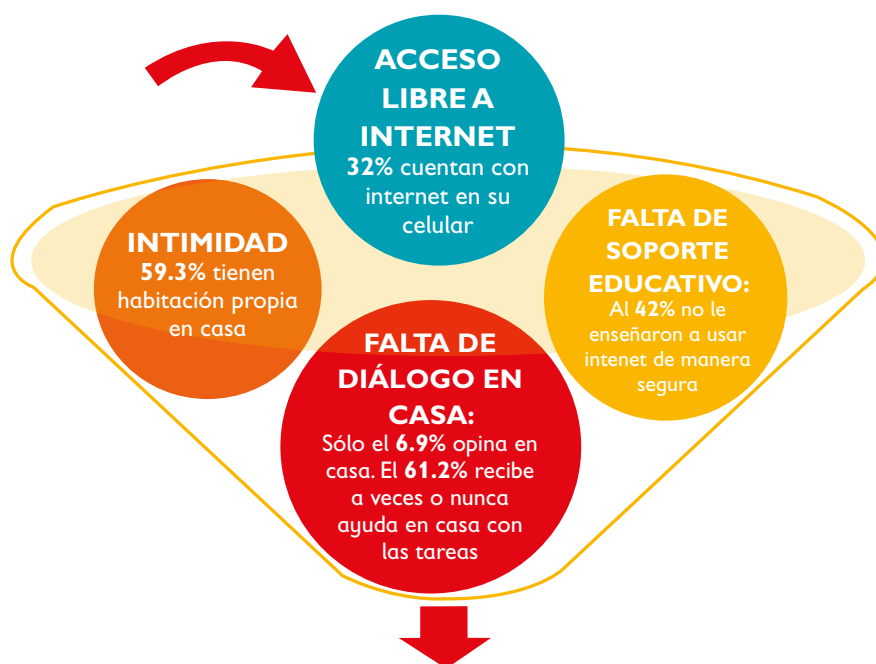 ACCESO
LIBRE A
INTERNET
32% cuentan con
internet en su
celular
INTIMIDAD
59.3% tienen
habitación propia
en casa
FALTA DE
SOPORTE
EDUCATIVO:
Al 42% no le
enseñaron a usar
intenet de manera
segura
FALTA DE
DIÁLOGO EN
CASA:
Sólo el 6.9% opina en
casa. El 61.2% recibe
a veces o nunca
ayuda en casa con
las tareas